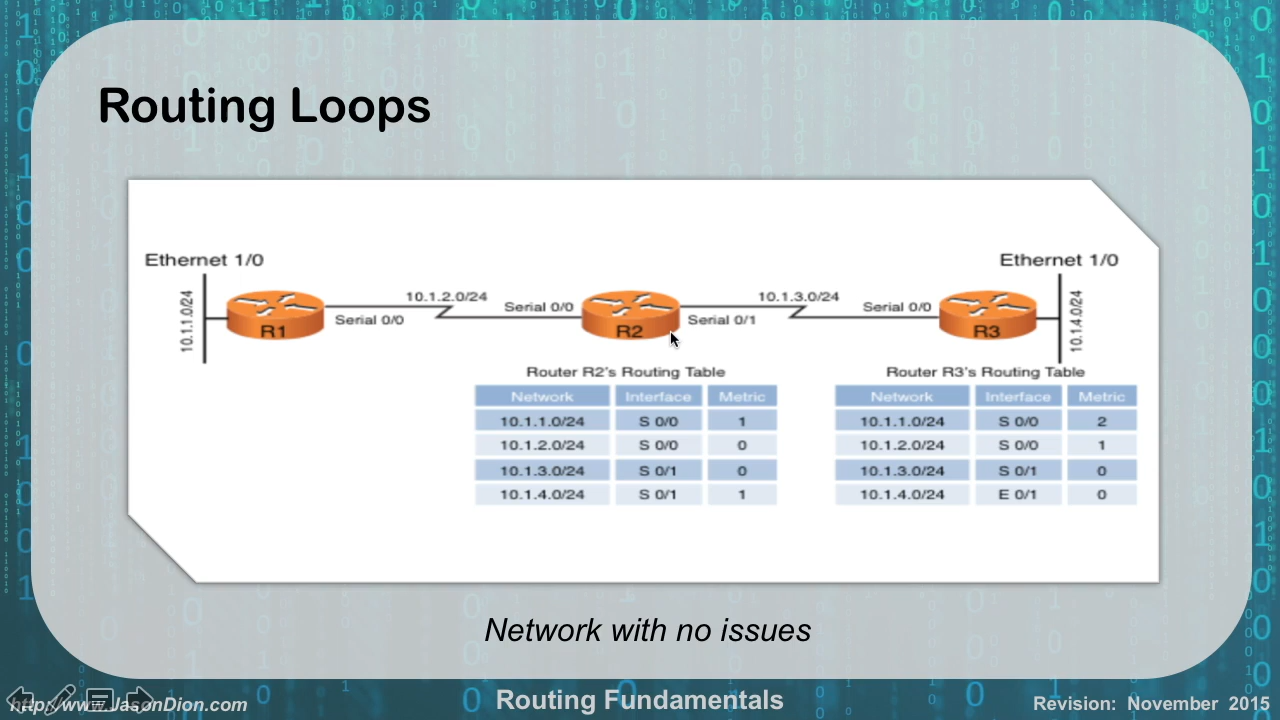 Routing Loops
Ethernet 1/0
Ethernet 1/0
10.1.1.0/24
R1
Serial 0/0
10.1.2.0/24
Serial 0/0
R2
Serial 0/1
10.1.3.0/24
Serial 0/0
R3
10.1.4.0/24
Router R2's Routing Table
Network Interface Metric
10.1.1.0/24 S 0/0 1
10.1.2.0/24 S 0/0 0
10.1.3.0/24 S 0/1 0
10.1.4.0/24 S 0/1 1
Router R3's Routing Table
Network Interface Metric
10.1.1.0/24 S 0/0 2
10.1.2.0/24 S 0/0 1
10.1.3.0/24 S 0/1 0
10.1.4.0/24 E 0/1 0
Network with no issues
http://www.JasonDion.com
Routing Fundamentals
Revision: November 2015